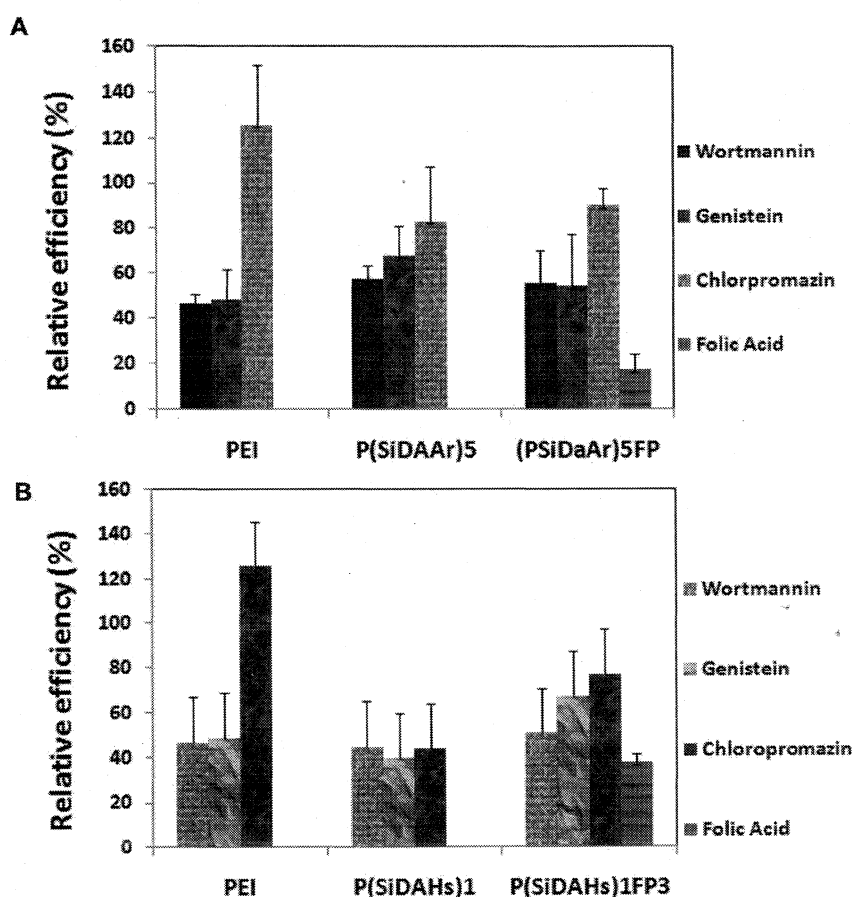 A
Relative efficiency (%)
160
140
120
100
80
60
40
20
0
PEI P(SiDAAr)5 (PSiDaAr)5FP
Wortmannin
Genistein
Chlorpromazin
Folic Acid
B
Relative efficiency (%)
160
140
120
100
80
60
40
20
0
PEI P(SiDAHs)1 P(SiDAHs)1FP3
Wortmannin
Genistein
Chloropromazin
Folic Acid